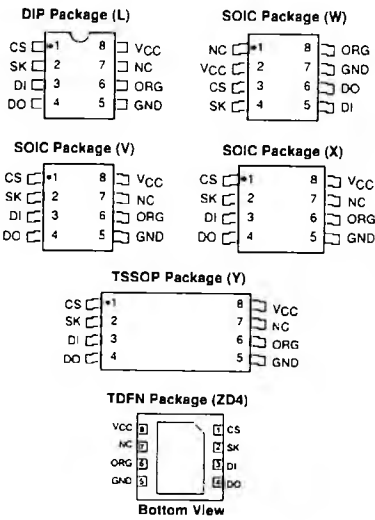 DIP Package (L)
CS 1 8 VCC
SK 2 7 NC
DI 3 6 ORG
DO 4 5 GND
SOIC Package (W)
NC 1 8 ORG
VCC 2 7 GND
CS 3 6 DO
SK 4 5 DI
SOIC Package (V)
CS 1 8 VCC
SK 2 7 NC
DI 3 6 ORG
DO 4 5 GND
SOIC Package (X)
CS 1 8 VCC
SK 2 7 NC
DI 3 6 ORG
DO 4 5 GND
TSSOP Package (Y)
CS 1 8 VCC
SK 2 7 NC
DI 3 6 ORG
DO 4 5 GND
TDFN Package (ZD4)
VCC 8 1 CS
NC 7 2 SK
ORG 6 3 DI
GND 5 4 DO
Bottom View